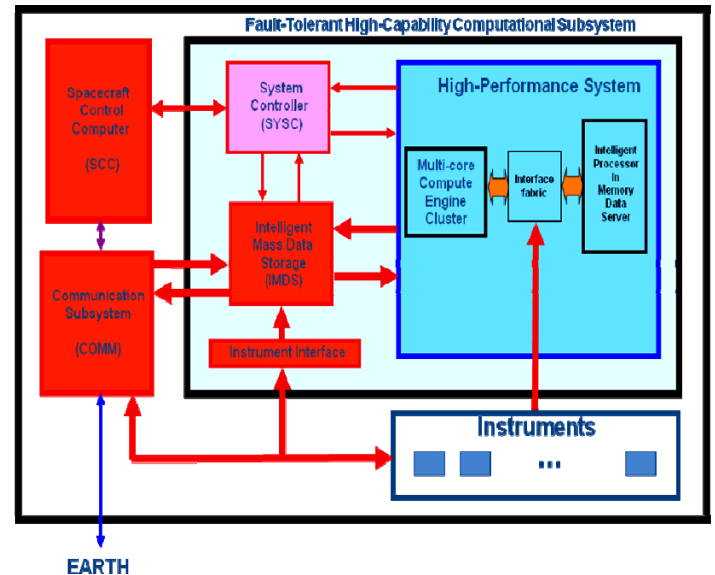 Fault-Tolerant High-Capability Computational Subsystem
Spacecraft
Control
Computer
(SCC)
System
Controller
(SYSC)
High-Performance System
Multi-core
Compute
Engine
Cluster
Interface
fabric
Intelligent
Processor
In
Memory
Data
Server
Intelligent
Mass Data
Storage
(IMDS)
Communication
Subsystem
(COMM)
Instrument Interface
Instruments
...
EARTH